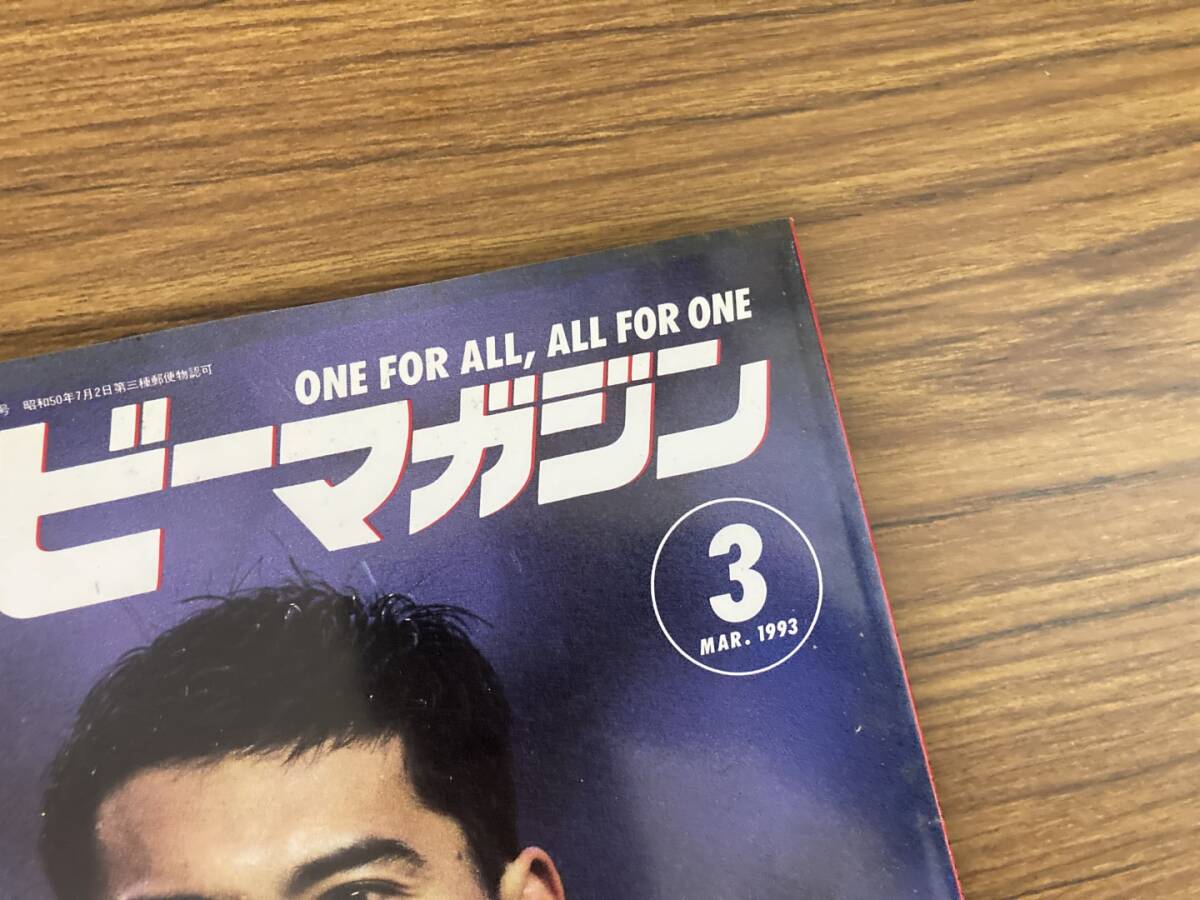 ONE FOR ALL, ALL FOR ONE
号 昭和50年7月2日第三種郵便物認可
ビーマガジン
3
MAR. 1993